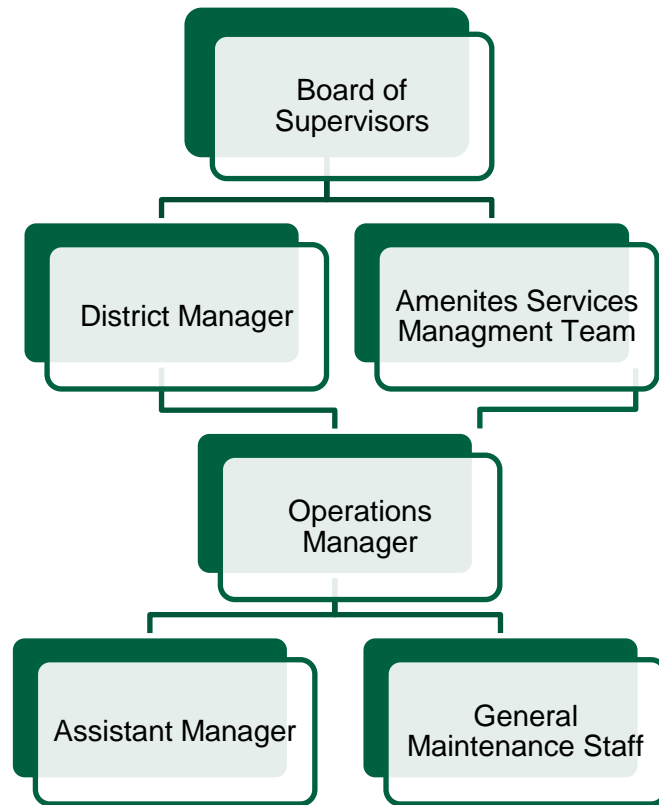 Board of
Supervisors
District Manager
Amenites Services
Managment Team
Operations
Manager
Assistant Manager
General
Maintenance Staff